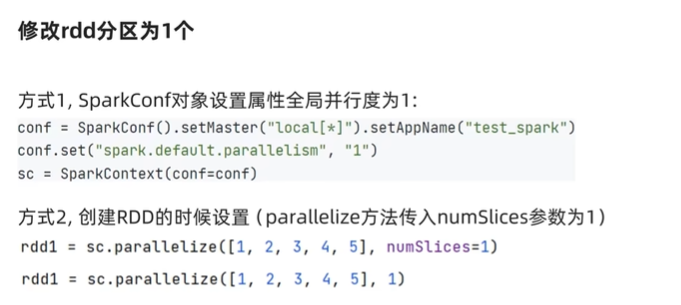 修改rdd分区为1个
方式1, SparkConf对象设置属性全局并行度为1:
conf = SparkConf().setMaster("local[*]").setAppName("test_spark")
conf.set("spark.default.parallelism", "1")
sc = SparkContext(conf=conf)
方式2, 创建RDD的时候设置 (parallelize方法传入numSlices参数为1)
rdd1 = sc.parallelize([1, 2, 3, 4, 5], numSlices=1)
rdd1 = sc.parallelize([1, 2, 3, 4, 5], 1)